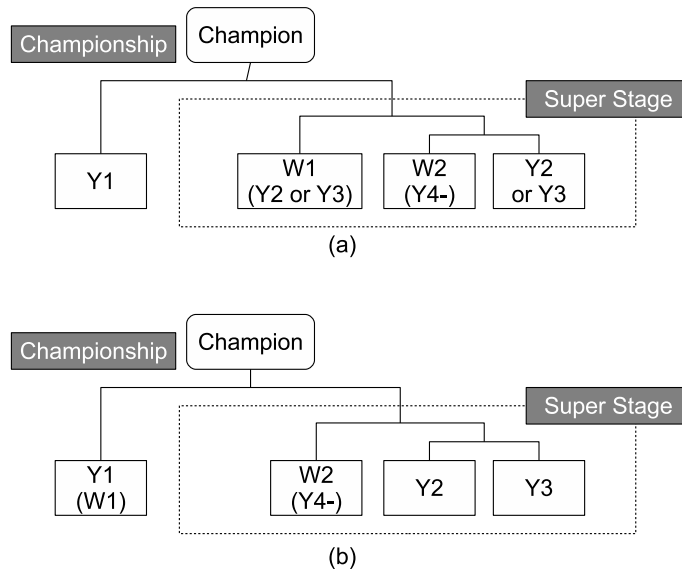 Championship
Champion
Super Stage
Y1
W1
(Y2 or Y3)
W2
(Y4-)
Y2
or Y3
(a)
Championship
Champion
Super Stage
Y1
(W1)
W2
(Y4-)
Y2
Y3
(b)